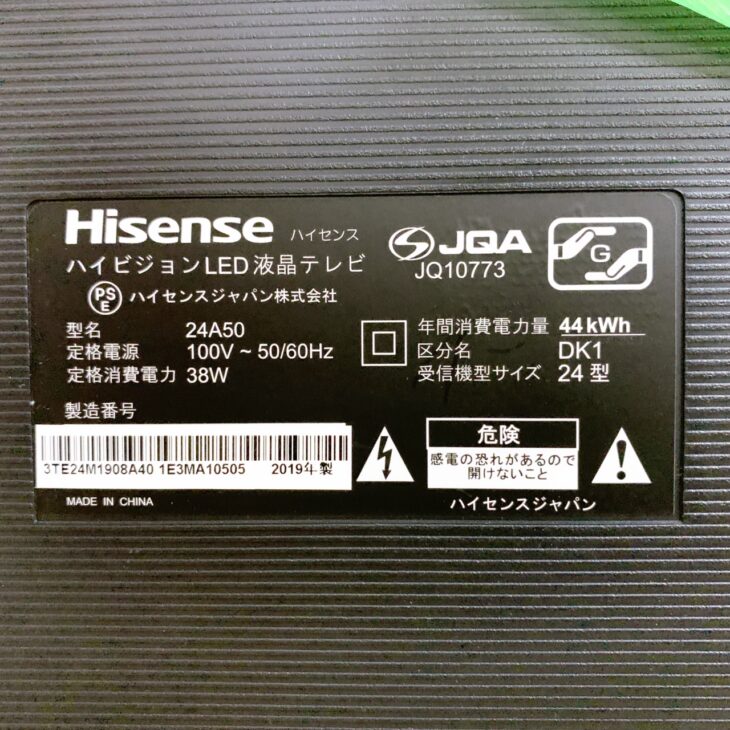 Hisense ハイセンス
ハイビジョンLED液晶テレビ
PSE ハイセンスジャパン株式会社
JQA
JQ10773
G
型名 24A50
定格電源 100V ~ 50/60Hz
定格消費電力 38W
年間消費電力量 44kWh
区分名 DK1
受信機型サイズ 24型
製造番号
3TE24M1908A40 1E3MA10505 2019年製
MADE IN CHINA
危険
感電の恐れがあるので
開けないこと
ハイセンスジャパン